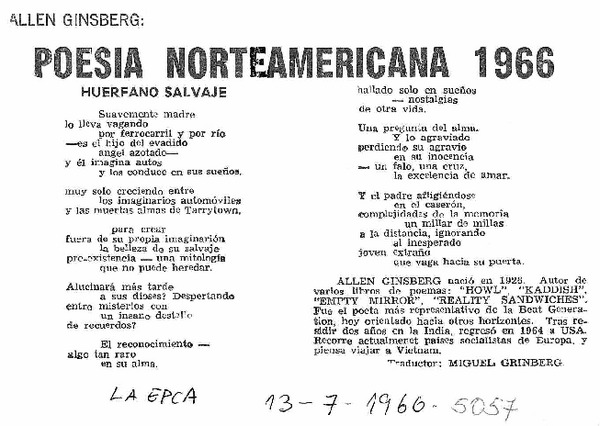 ALLEN GINSBERG:
POESIA NORTEAMERICANA 1966
HUERFANO SALVAJE
Suavemente madre
lo lleva vagando
por ferrocarril y por río
—es el hijo del evadido
angel azotado—
y él imagina autos
y los conduce en sus sueños.
muy solo creciendo entre
los imaginarios automóviles
y las muertas almas de Tarrytown,
para crear
fuera de su propia imaginarión
la belleza de su salvaje
pre-existencia — una mitología
que no puede heredar.
Alucinará más tarde
a sus dioses? Despertando
entre misterios con
un insano destello
de recuerdos?
El reconocimiento —
algo tan raro
en su alma,
hallado solo en sueños
— nostalgias
de otra vida.
Una pregunta del alma.
Y lo agraviado
perdiendo su agravio
en su inocencia
— un falo, una cruz,
la excelencia de amar.
Y el padre afligiéndose
en el caserón,
complejidades de la memoria
un millar de millas
a la distancia, ignorando
al inesperado
joven extraño
que vaga hacia su puerta.
ALLEN GINSBERG nació en 1926. Autor de
varios libros de poemas: "HOWL", "KADDISH",
"EMPTY MIRROR", "REALITY SANDWICHES".
Fue el poeta más representativo de la Beat Gener-
ation, hoy orientado hacia otros horizontes. Tras re-
sidir dos años en la India, regresó en 1964 a USA.
Recorre actualmente países socialistas de Europa, y
piensa viajar a Vietnam.
Traductor: MIGUEL GRINBERG
LA EPCA
13-7-1966-5057